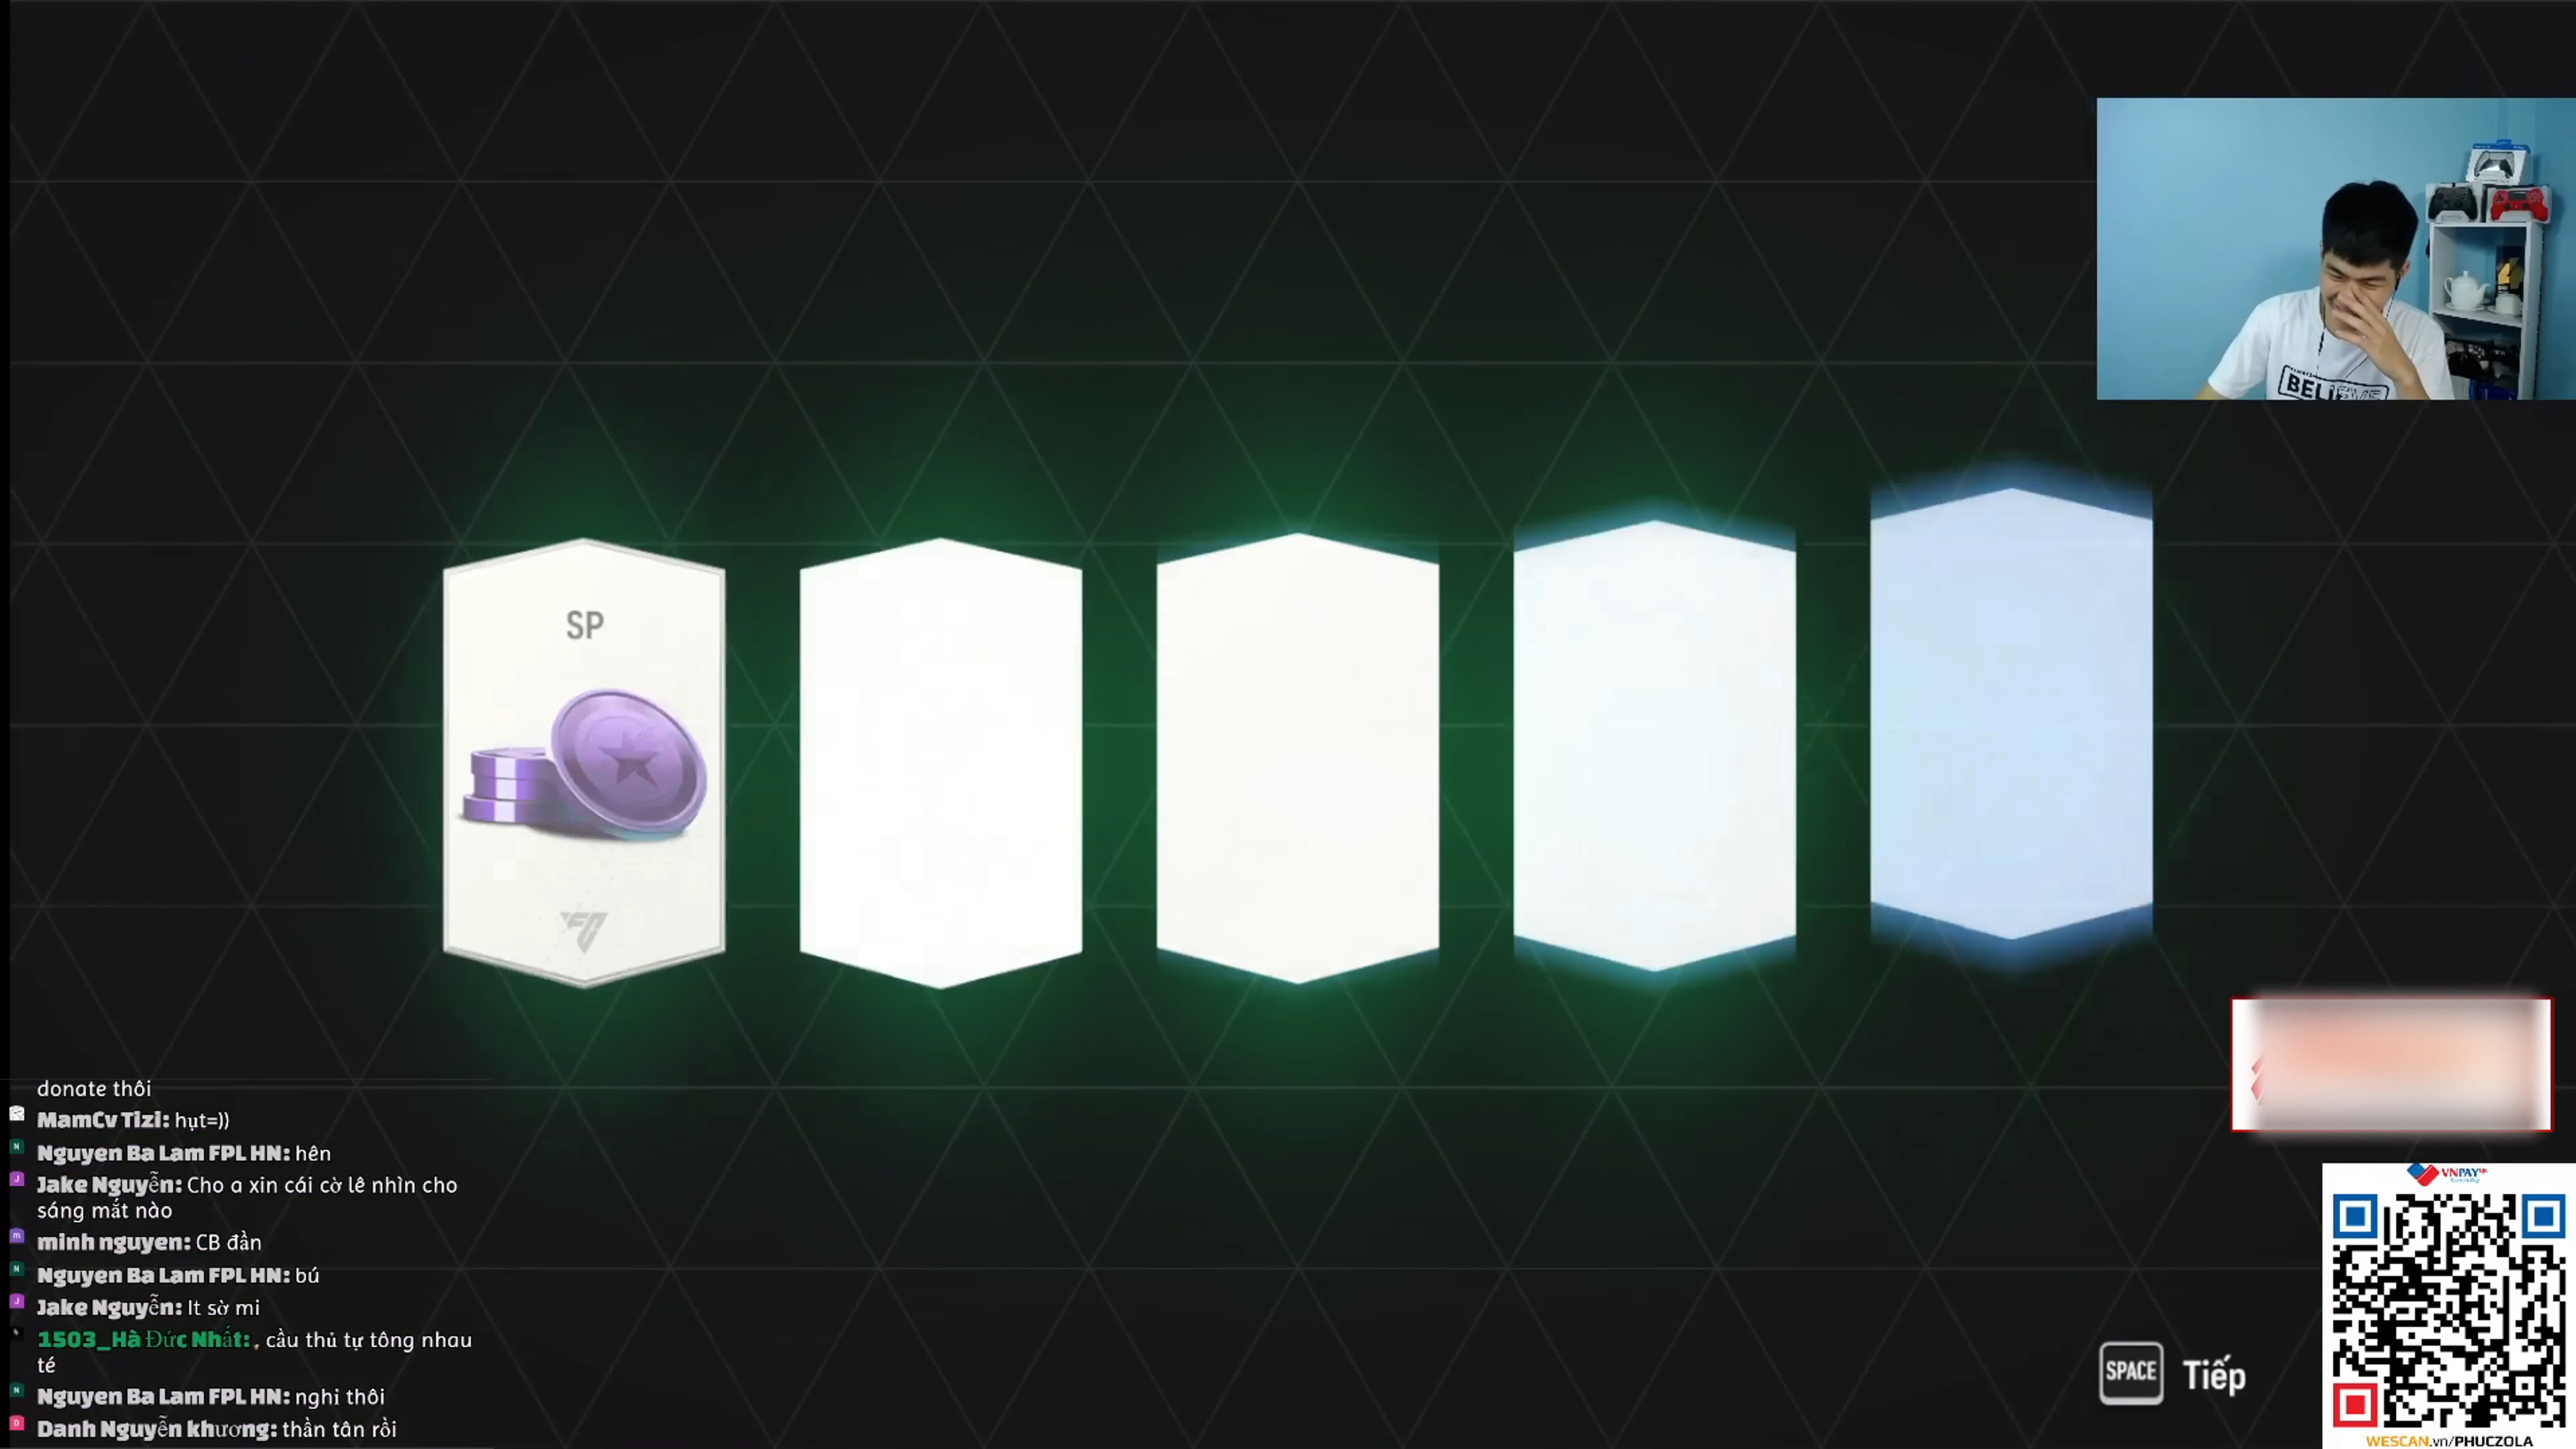 SP
BELIEVE
donate thôi
MamCv Tizi: hụt=))
Nguyen Ba Lam FPL HN: hên
Jake Nguyễn: Cho a xin cái cờ lê nhìn cho
sáng mắt nào
minh nguyen: CB đần
Nguyen Ba Lam FPL HN: bú
Jake Nguyễn: lt sờ mi
1503_Hà Đức Nhất: , cầu thủ tự tông nhau
té
Nguyen Ba Lam FPL HN: nghi thôi
Danh Nguyễn khương: thần tân rồi
SPACE Tiếp
VNPAY
WESCAN.vn/PHUCZOLA